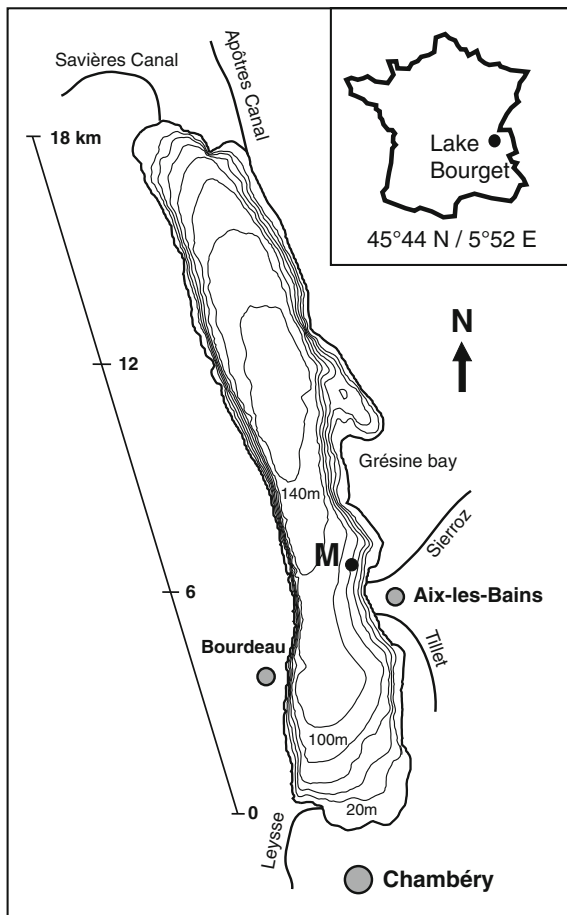 Savières Canal
Apôtres Canal
18 km
Lake
Bourget
45°44 N / 5°52 E
N
12
Grésine bay
140m
Sierroz
M
6
Aix-les-Bains
Bourdeau
Tillet
100m
20m
0
Leysse
Chambéry